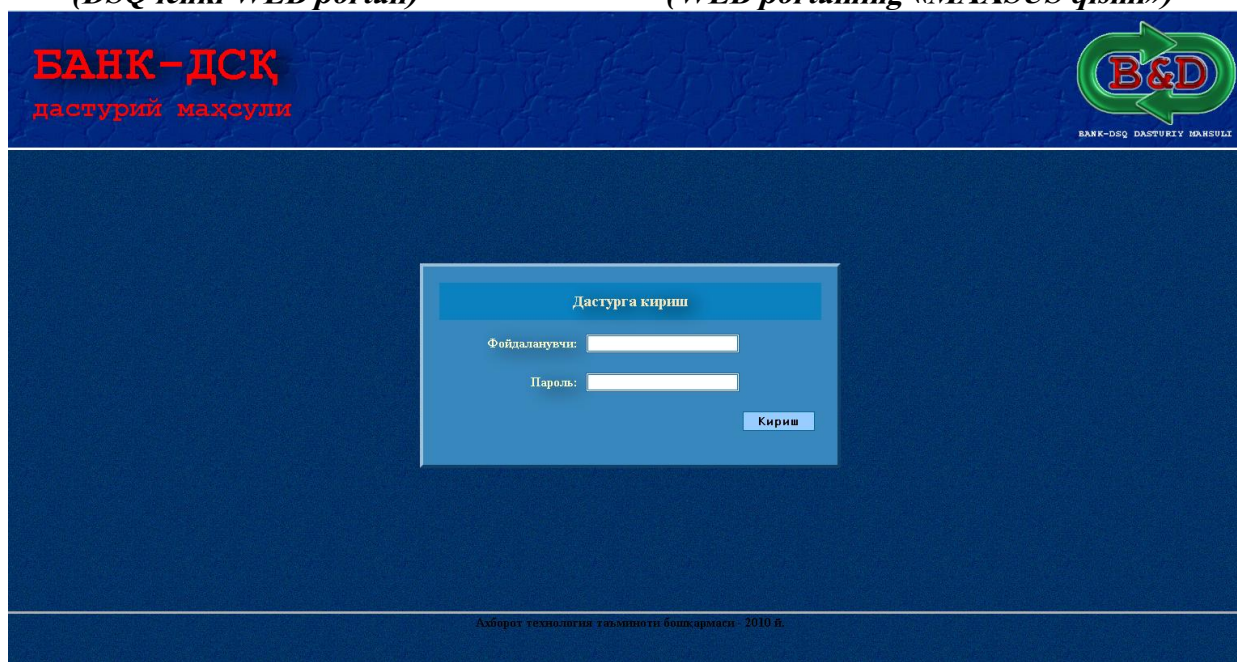 (DSQ ichki WEB portali) (WEB portalning «MAXSUS qismi»)
БАНК-ДСҚ
дастурий маҳсули
B&D
BANK-DSQ DASTURIY MAHSULI
Дастурга кириш
Фойдаланувчи:
Пароль:
Кириш
Ахборот технология таъминоти бошкармаси- 2010 й.